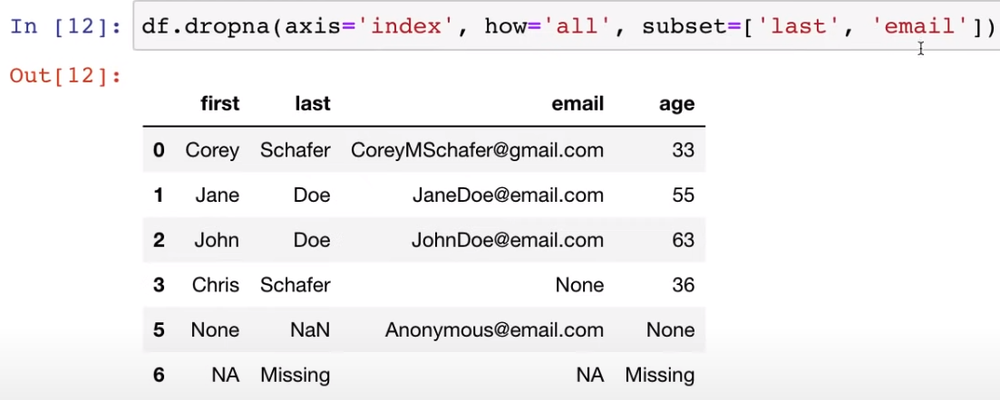 In [12]: df.dropna(axis='index', how='all', subset=['last', 'email'])
Out[12]:
first last email age
0 Corey Schafer CoreyMSchafer@gmail.com 33
1 Jane Doe JaneDoe@email.com 55
2 John Doe JohnDoe@email.com 63
3 Chris Schafer None 36
5 None NaN Anonymous@email.com None
6 NA Missing NA Missing